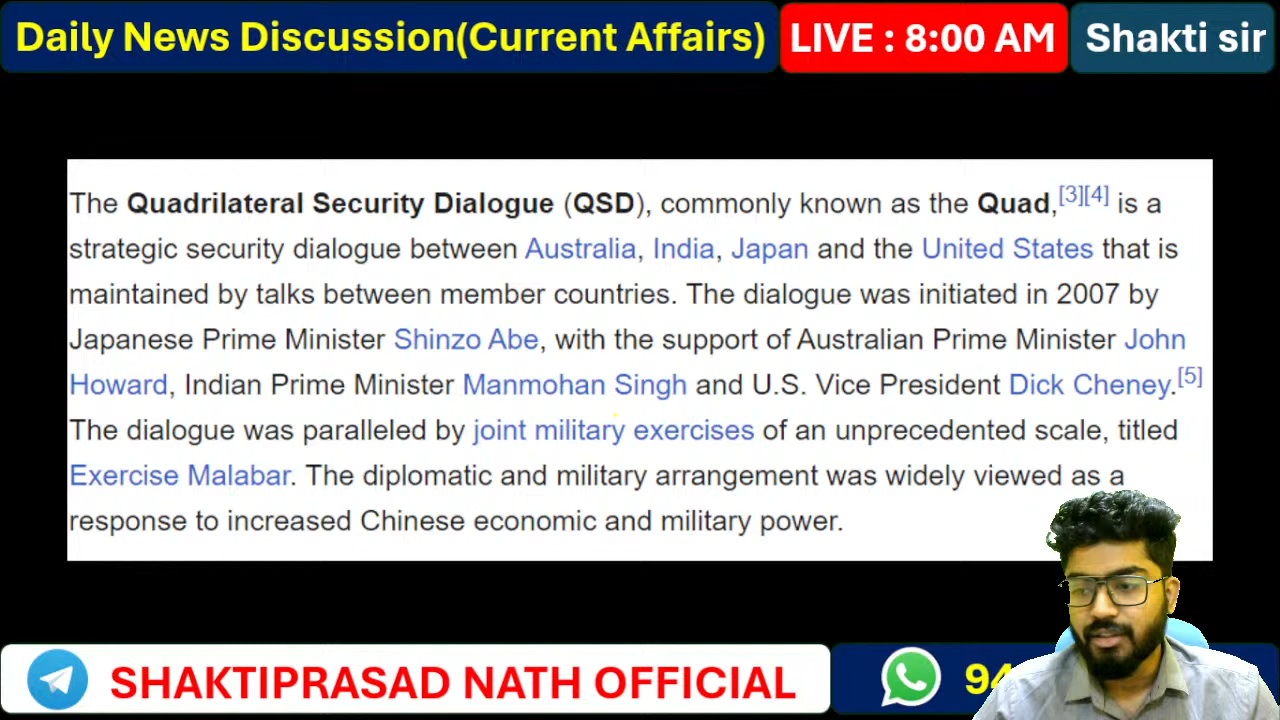 Daily News Discussion(Current Affairs)
LIVE : 8:00 AM
Shakti sir
The Quadrilateral Security Dialogue (QSD), commonly known as the Quad,[3][4] is a
strategic security dialogue between Australia, India, Japan and the United States that is
maintained by talks between member countries. The dialogue was initiated in 2007 by
Japanese Prime Minister Shinzo Abe, with the support of Australian Prime Minister John
Howard, Indian Prime Minister Manmohan Singh and U.S. Vice President Dick Cheney.[5]
The dialogue was paralleled by joint military exercises of an unprecedented scale, titled
Exercise Malabar. The diplomatic and military arrangement was widely viewed as a
response to increased Chinese economic and military power.
SHAKTIPRASAD NATH OFFICIAL